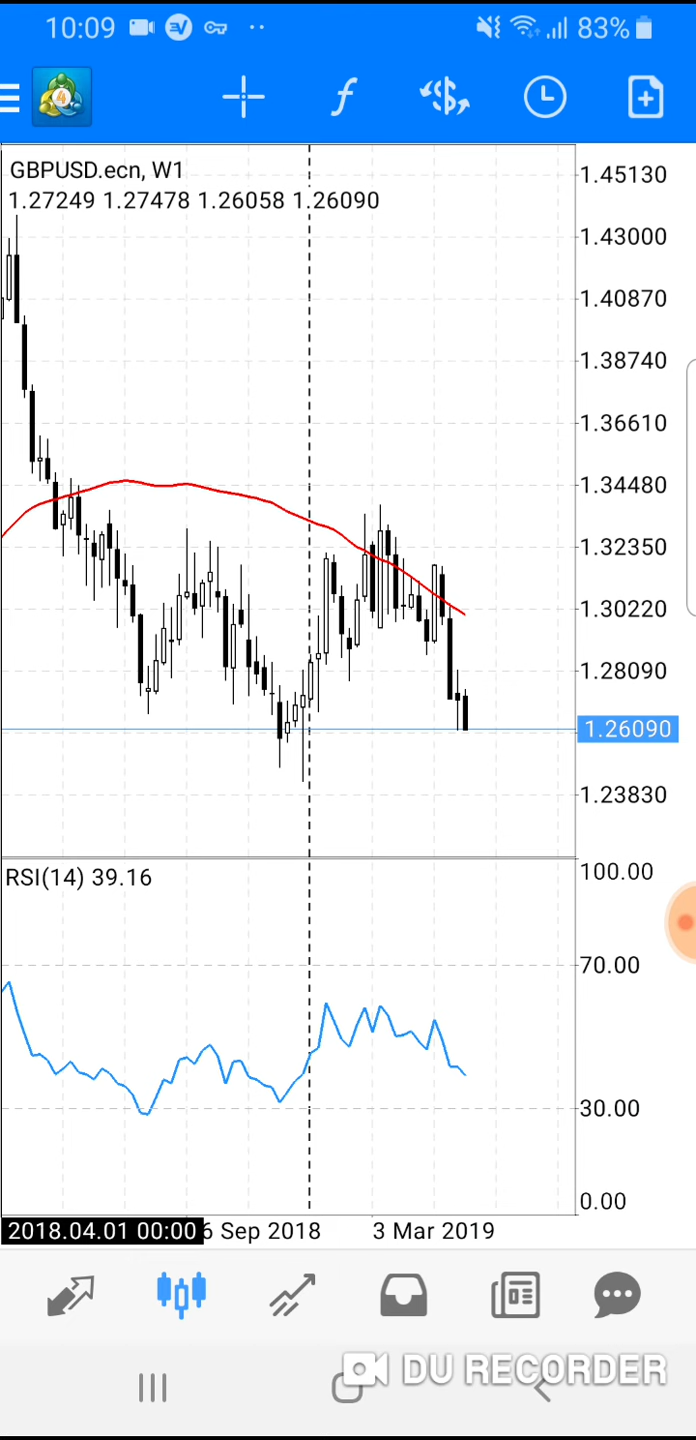 10:09 EV 83%
4
GBPUSD.ecn, W1
1.27249 1.27478 1.26058 1.26090
1.45130
1.43000
1.40870
1.38740
1.36610
1.34480
1.32350
1.30220
1.28090
1.26090
1.23830
RSI(14) 39.16
100.00
70.00
30.00
0.00
2018.04.01 00:00 6 Sep 2018 3 Mar 2019
DU RECORDER